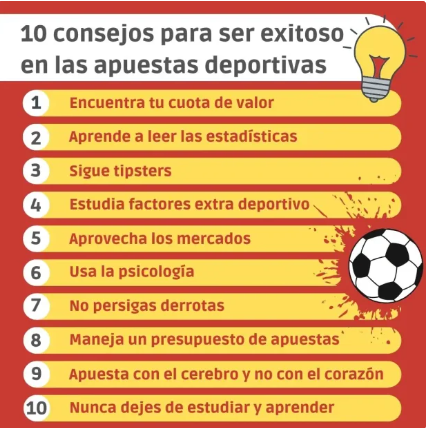 10 consejos para ser exitoso
en las apuestas deportivas
1 Encuentra tu cuota de valor
2 Aprende a leer las estadísticas
3 Sigue tipsters
4 Estudia factores extra deportivo
5 Aprovecha los mercados
6 Usa la psicología
7 No persigas derrotas
8 Maneja un presupuesto de apuestas
9 Apuesta con el cerebro y no con el corazón
10 Nunca dejes de estudiar y aprender